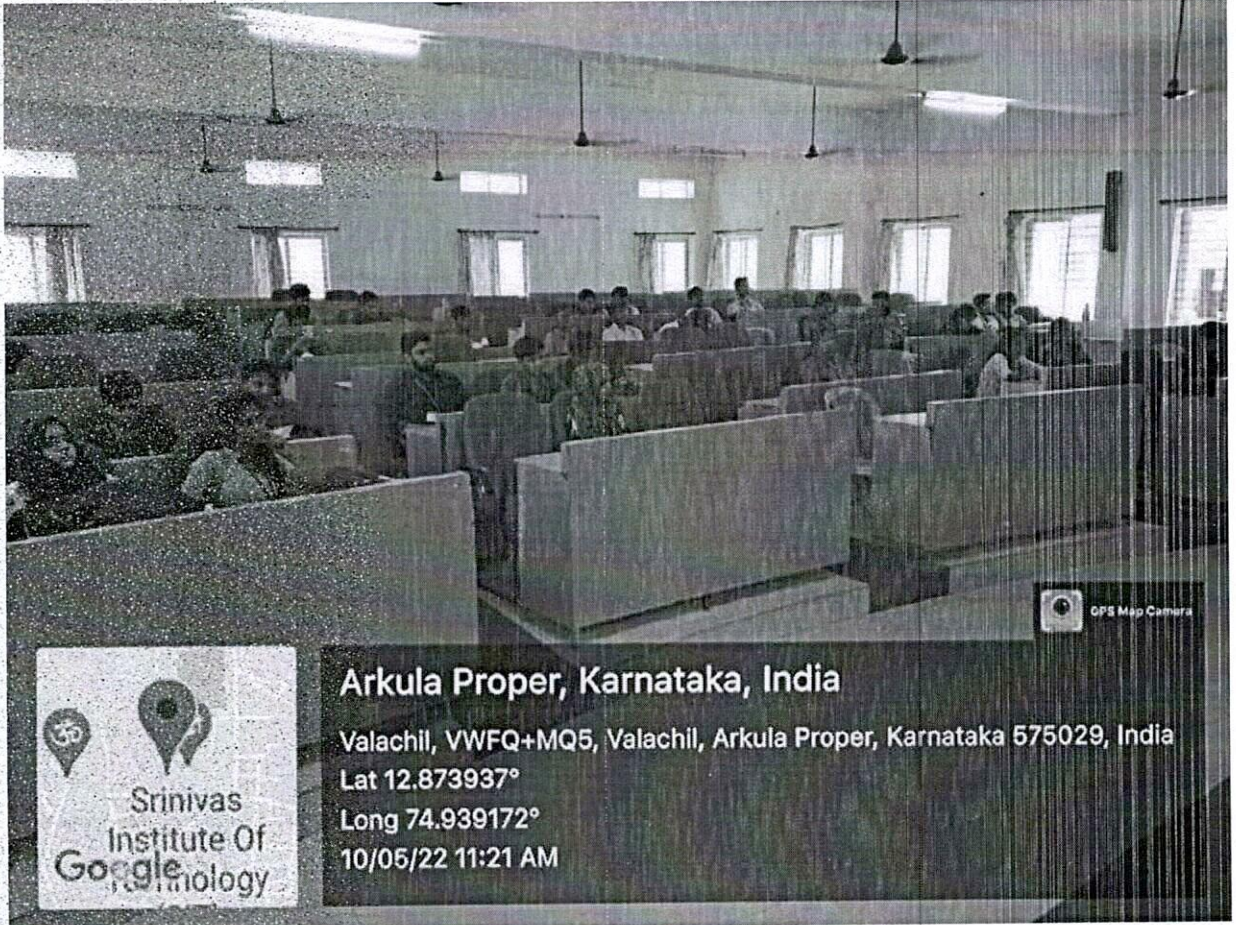 GPS Map Camera
Arkula Proper, Karnataka, India
Valachil, VWFQ+MQ5, Valachil, Arkula Proper, Karnataka 575029, India
Lat 12.873937°
Long 74.939172°
10/05/22 11:21 AM
ॐ
Srinivas
Institute Of
Google